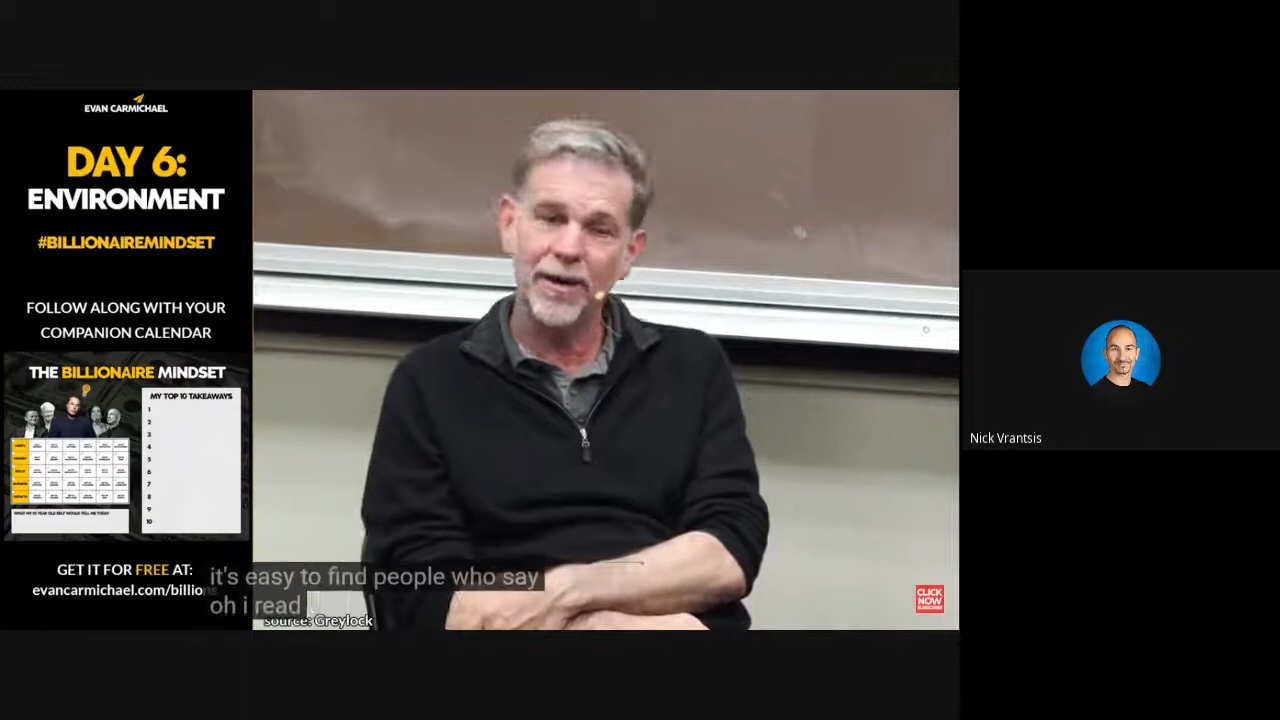 EVAN CARMICHAEL
DAY 6:
ENVIRONMENT
#BILLIONAIREMINDSET
FOLLOW ALONG WITH YOUR
COMPANION CALENDAR
THE BILLIONAIRE MINDSET
MY TOP 10 TAKEAWAYS
1
2
3
4
5
6
7
8
9
10
GET IT FOR FREE AT:
evancarmichael.com/billio
it's easy to find people who say
oh i read
source: Greylock
CLICK
NOW
SUBSCRIBE
Nick Vrantsis